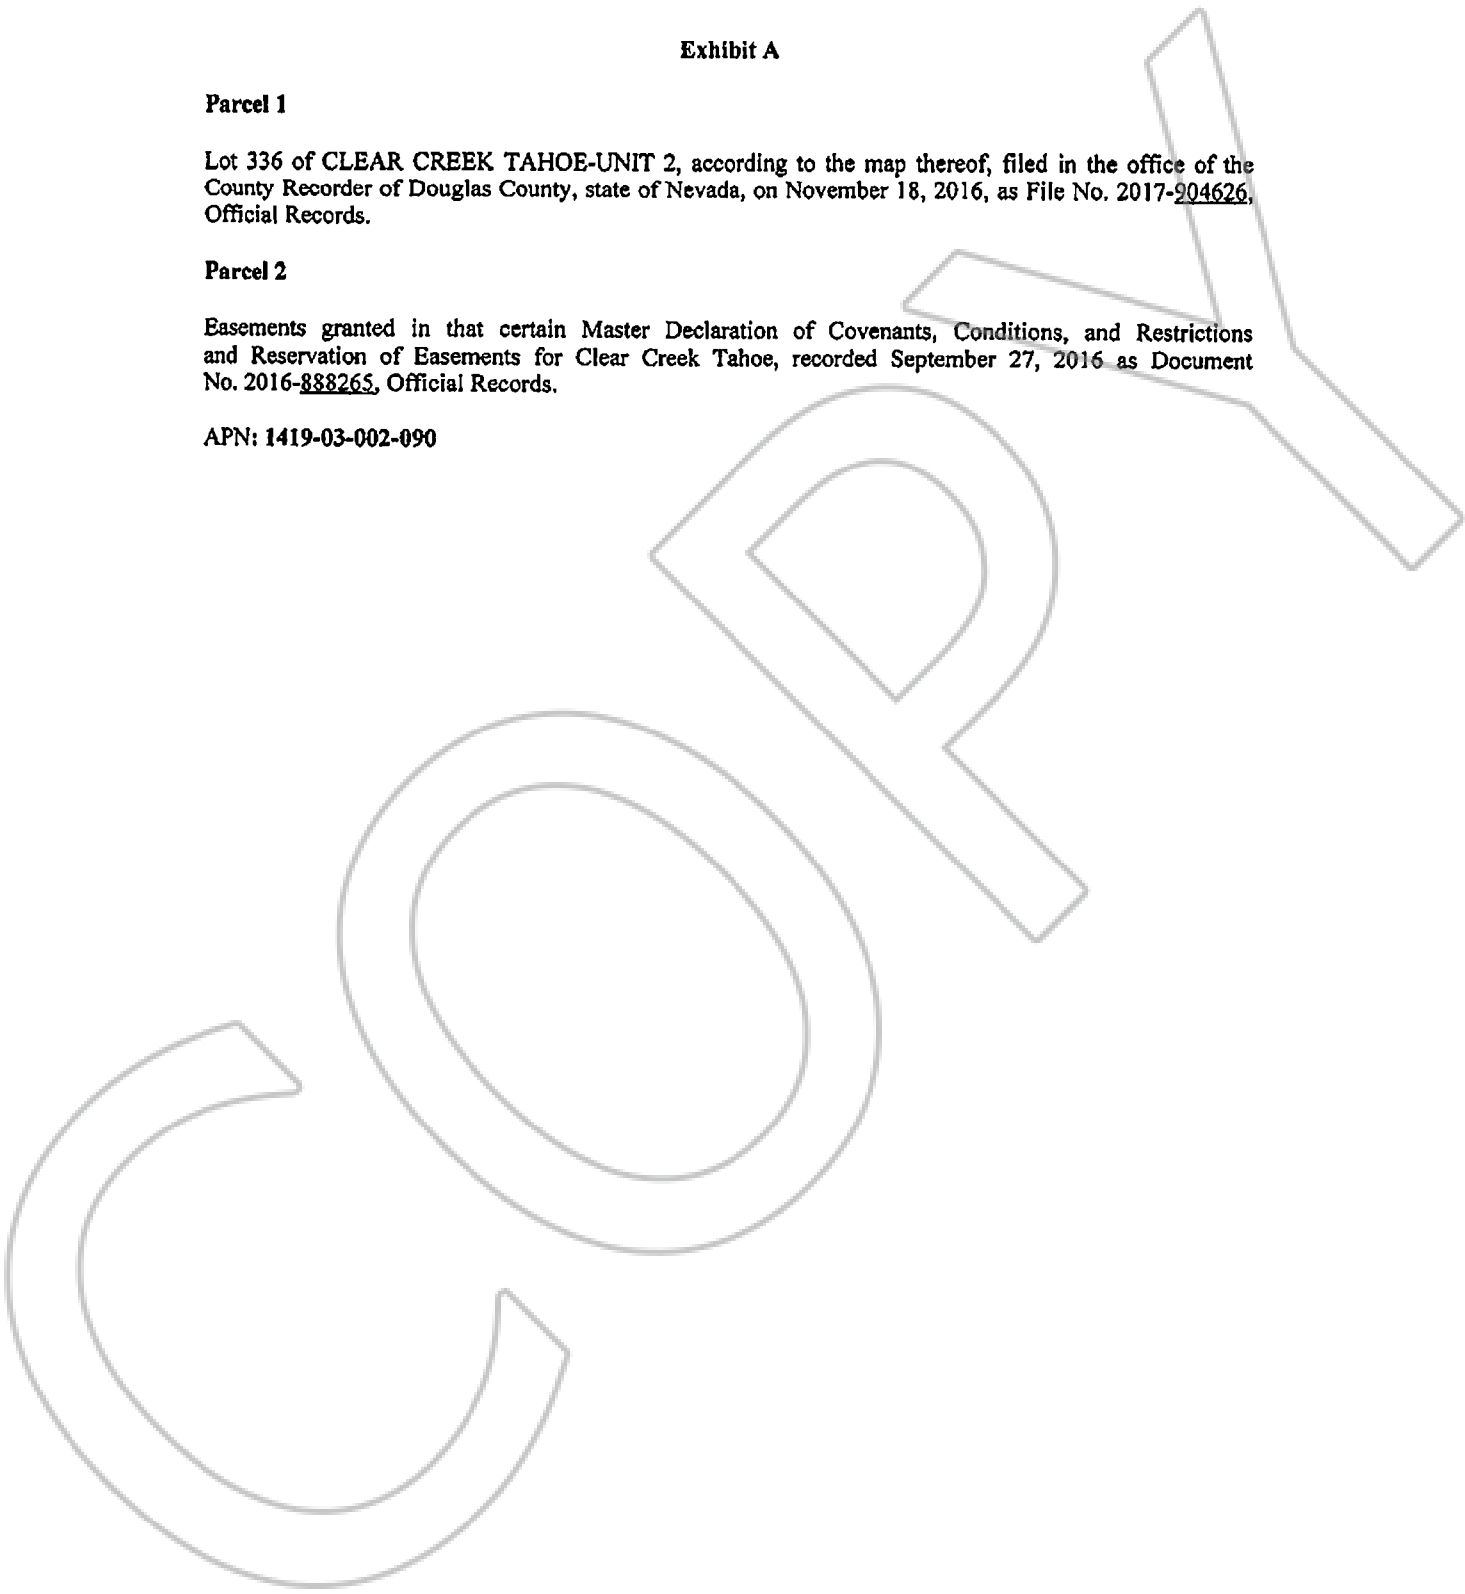 Exhibit A
Parcel 1
Lot 336 of CLEAR CREEK TAHOE-UNIT 2, according to the map thereof, filed in the office of the
County Recorder of Douglas County, state of Nevada, on November 18, 2016, as File No. 2017-904626,
Official Records.
Parcel 2
Easements granted in that certain Master Declaration of Covenants, Conditions, and Restrictions
and Reservation of Easements for Clear Creek Tahoe, recorded September 27, 2016 as Document
No. 2016-888265, Official Records.
APN: 1419-03-002-090
COPY